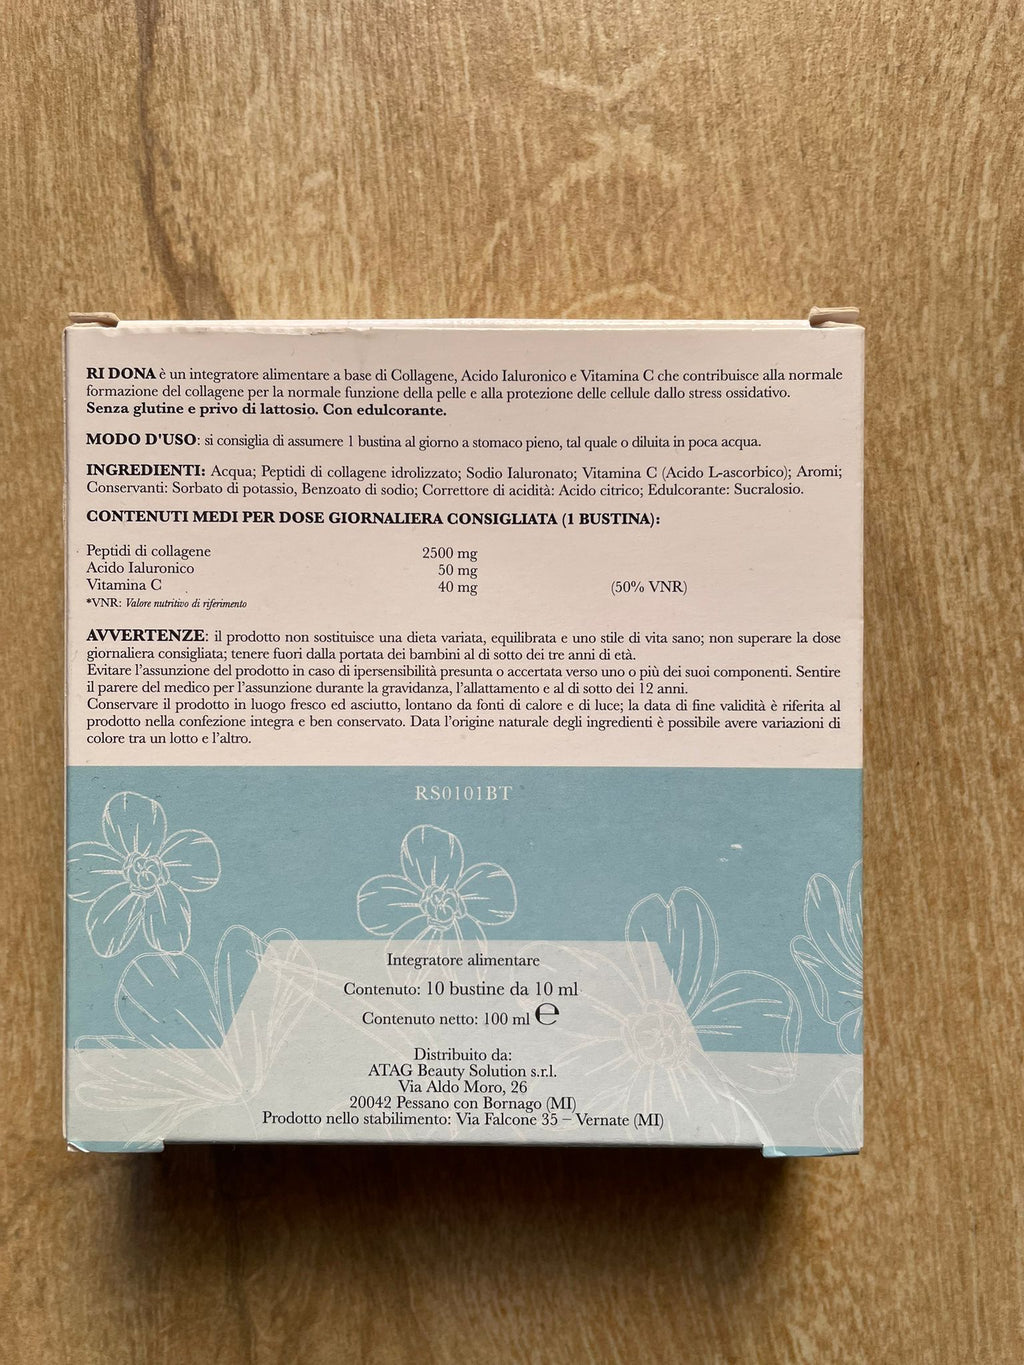 RI DONA è un integratore alimentare a base di Collagene, Acido Ialuronico e Vitamina C che contribuisce alla normale
formazione del collagene per la normale funzione della pelle e alla protezione delle cellule dallo stress ossidativo.
Senza glutine e privo di lattosio. Con edulcorante.
MODO D'USO: si consiglia di assumere 1 bustina al giorno a stomaco pieno, tal quale o diluita in poca acqua.
INGREDIENTI: Acqua; Peptidi di collagene idrolizzato; Sodio Ialuronato; Vitamina C (Acido L-ascorbico); Aromi;
Conservanti: Sorbato di potassio, Benzoato di sodio; Correttore di acidità: Acido citrico; Edulcorante: Sucralosio.
CONTENUTI MEDI PER DOSE GIORNALIERA CONSIGLIATA (1 BUSTINA):
Peptidi di collagene 2500 mg
Acido Ialuronico 50 mg
Vitamina C 40 mg (50% VNR)
*VNR: Valore nutritivo di riferimento
AVVERTENZE: il prodotto non sostituisce una dieta variata, equilibrata e uno stile di vita sano; non superare la dose
giornaliera consigliata; tenere fuori dalla portata dei bambini al di sotto dei tre anni di età.
Evitare l'assunzione del prodotto in caso di ipersensibilità presunta o accertata verso uno o più dei suoi componenti. Sentire
il parere del medico per l'assunzione durante la gravidanza, l'allattamento e al di sotto dei 12 anni.
Conservare il prodotto in luogo fresco ed asciutto, lontano da fonti di calore e di luce; la data di fine validità è riferita al
prodotto nella confezione integra e ben conservato. Data l'origine naturale degli ingredienti è possibile avere variazioni di
colore tra un lotto e l'altro.
RS0101BT
Integratore alimentare
Contenuto: 10 bustine da 10 ml
Contenuto netto: 100 ml ℮
Distribuito da:
ATAG Beauty Solution s.r.l.
Via Aldo Moro, 26
20042 Pessano con Bornago (MI)
Prodotto nello stabilimento: Via Falcone 35 – Vernate (MI)